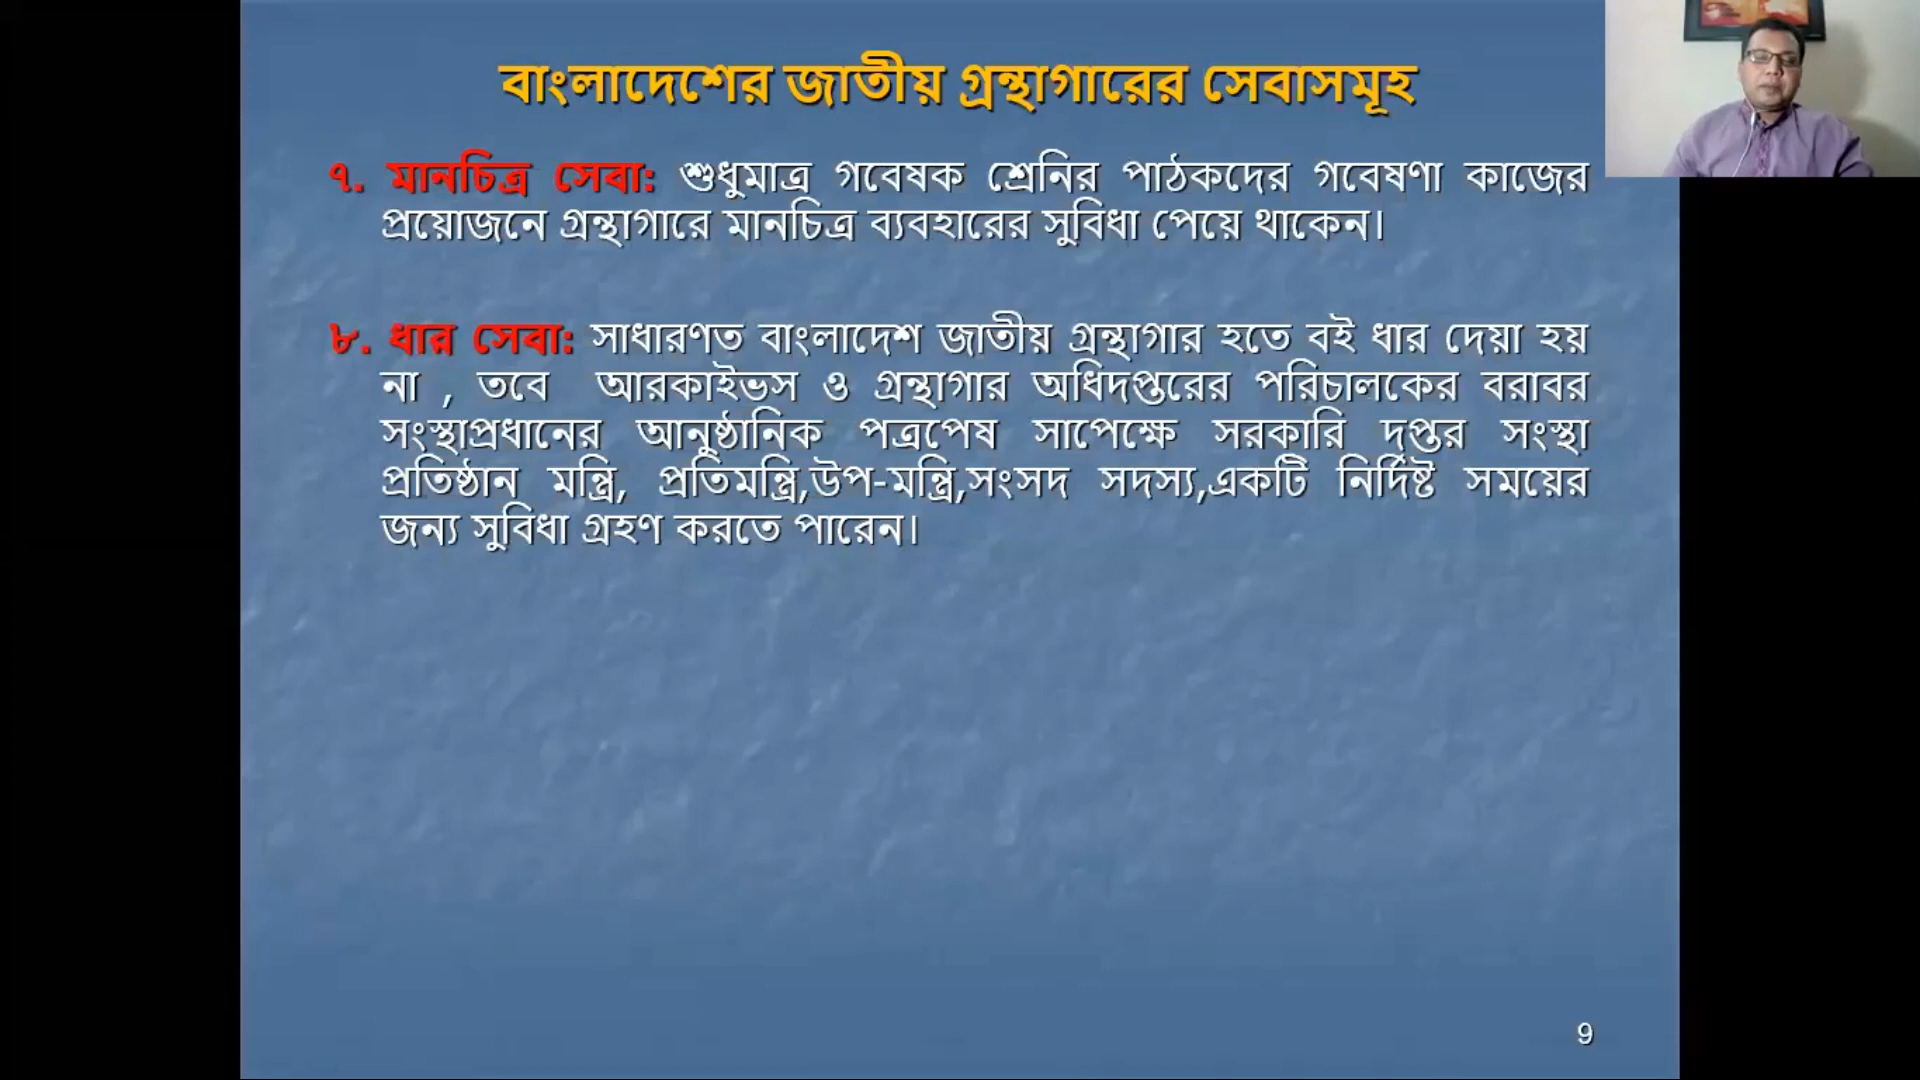 বাংলাদেশের জাতীয় গ্রন্থাগারের সেবাসমূহ
৭. মানচিত্র সেবা: শুধুমাত্র গবেষক শ্রেনির পাঠকদের গবেষণা কাজের
প্রয়োজনে গ্রন্থাগারে মানচিত্র ব্যবহারের সুবিধা পেয়ে থাকেন।
৮. ধার সেবা: সাধারণত বাংলাদেশ জাতীয় গ্রন্থাগার হতে বই ধার দেয়া হয়
না , তবে আরকাইভস ও গ্রন্থাগার অধিদপ্তরের পরিচালকের বরাবর
সংস্থাপ্রধানের আনুষ্ঠানিক পত্রপেষ সাপেক্ষে সরকারি দপ্তর সংস্থা
প্রতিষ্ঠান মন্ত্রি, প্রতিমন্ত্রি,উপ-মন্ত্রি,সংসদ সদস্য,একটি নির্দিষ্ট সময়ের
জন্য সুবিধা গ্রহণ করতে পারেন।
9